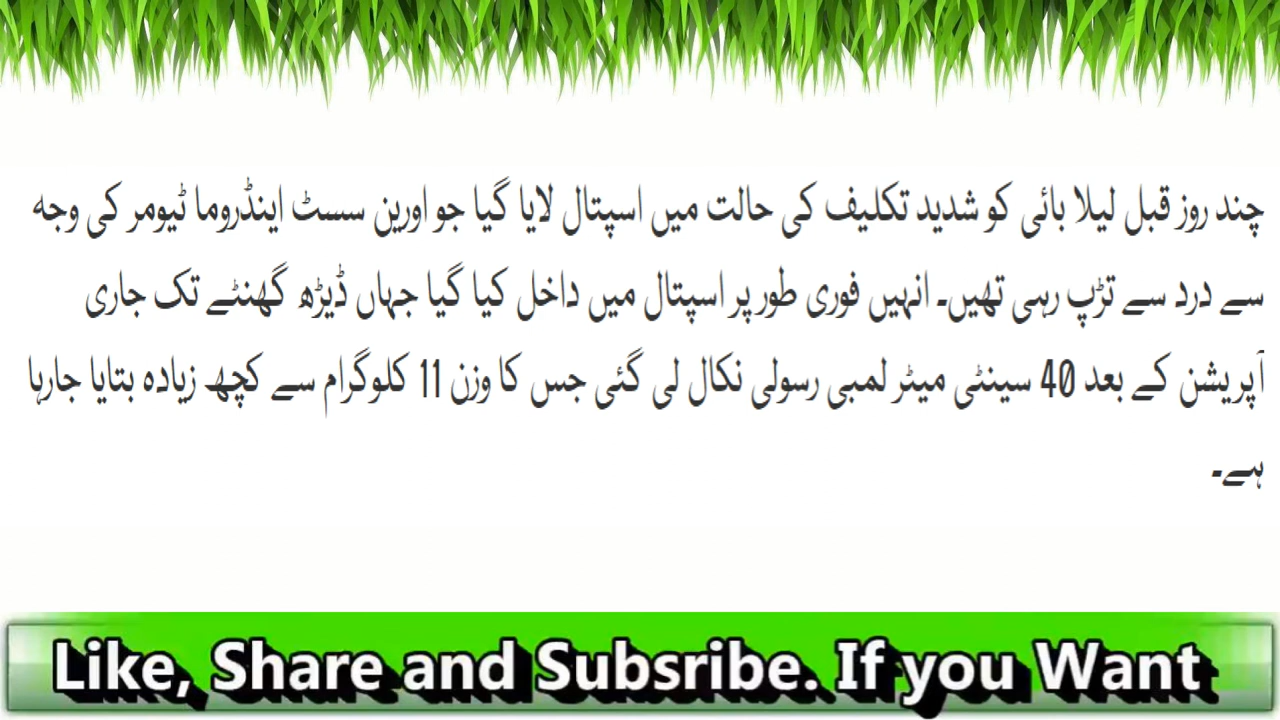 چند روز قبل لیلا بائی کو شدید تکلیف کی حالت میں اسپتال لایا گیا جو اورین سسٹ اینڈروما ٹیومر کی وجہ
سے درد سے تڑپ رہی تھیں۔ انہیں فوری طور پر اسپتال میں داخل کیا گیا جہاں ڈیڑھ گھنٹے تک جاری
آپریشن کے بعد 40 سینٹی میٹر لمبی رسولی نکال لی گئی جس کا وزن 11 کلوگرام سے کچھ زیادہ بتایا جارہا
ہے۔
Like, Share and Subsribe. If you Want